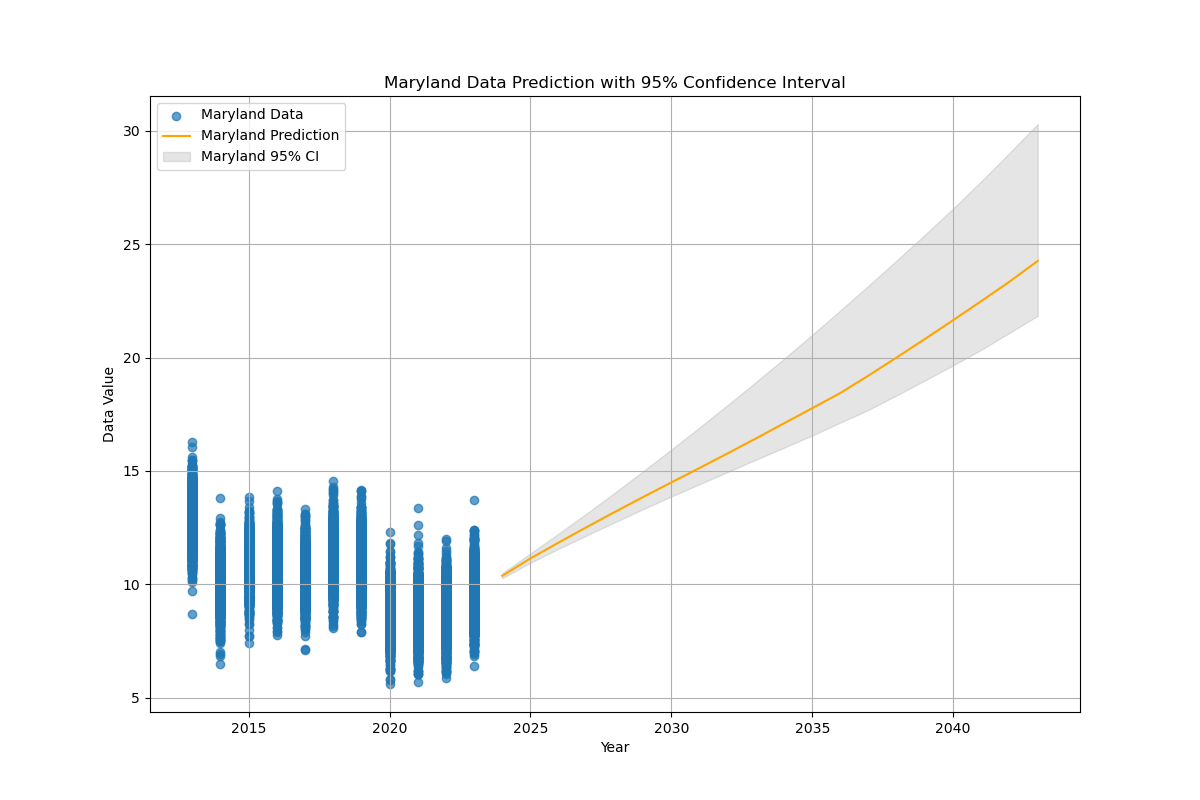 Maryland Data Prediction with 95% Confidence Interval
Maryland Data
Maryland Prediction
Maryland 95% CI
30
25
20
15
10
5
Data Value
2015 2020 2025 2030 2035 2040
Year